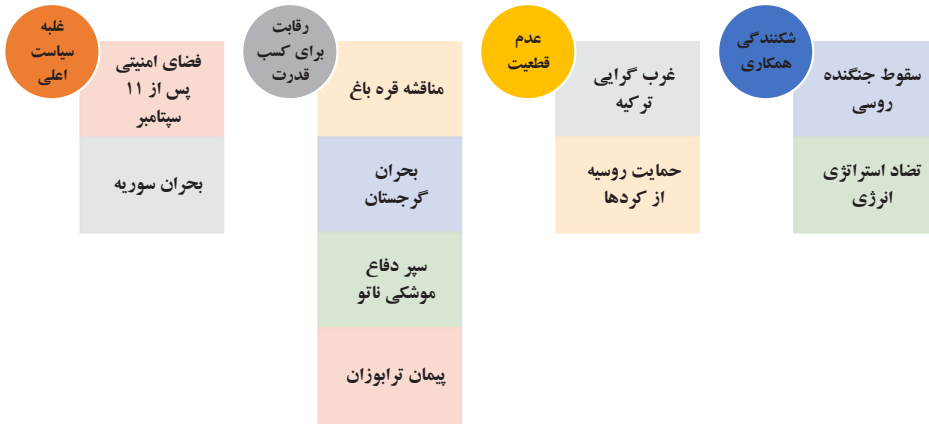 شکنندگی
همکاری
سقوط جنگنده
روسی
تضاد استراتژی
انرژی
عدم
قطعیت
غرب گرایی
ترکیه
حمایت روسیه
از کردها
رقابت
برای کسب
قدرت
مناقشه قره باغ
بحران
گرجستان
سپر دفاع
موشکی ناتو
پیمان ترابوزان
غلبه
سیاست
اعلی
فضای امنیتی
پس از ۱۱
سپتامبر
بحران سوریه